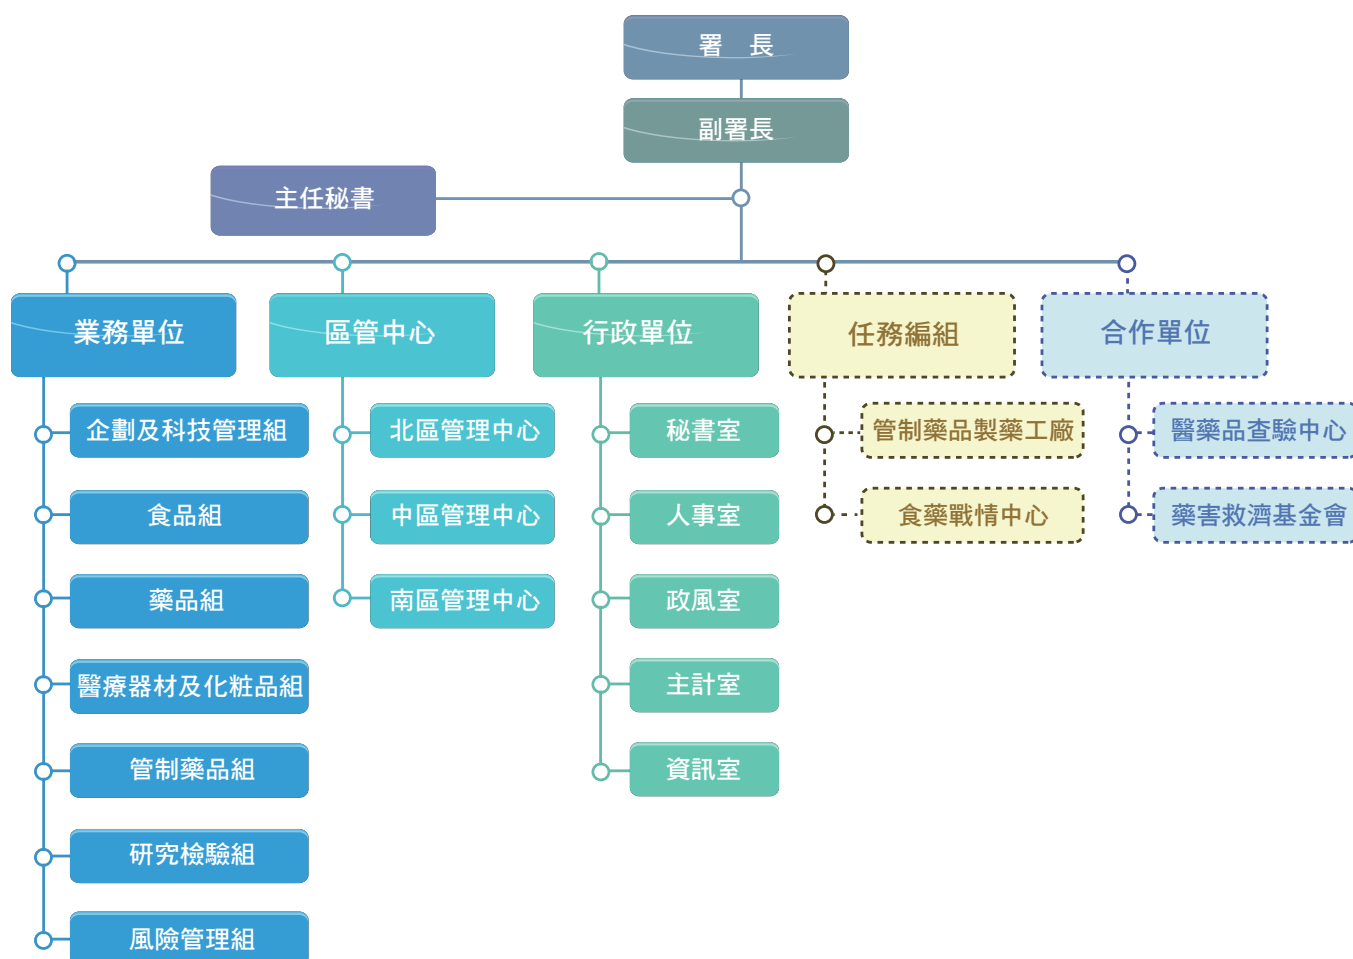 署　長
副署長
主任秘書
業務單位
企劃及科技管理組
食品組
藥品組
醫療器材及化粧品組
管制藥品組
研究檢驗組
風險管理組
區管中心
北區管理中心
中區管理中心
南區管理中心
行政單位
秘書室
人事室
政風室
主計室
資訊室
任務編組
管制藥品製藥工廠
食藥戰情中心
合作單位
醫藥品查驗中心
藥害救濟基金會